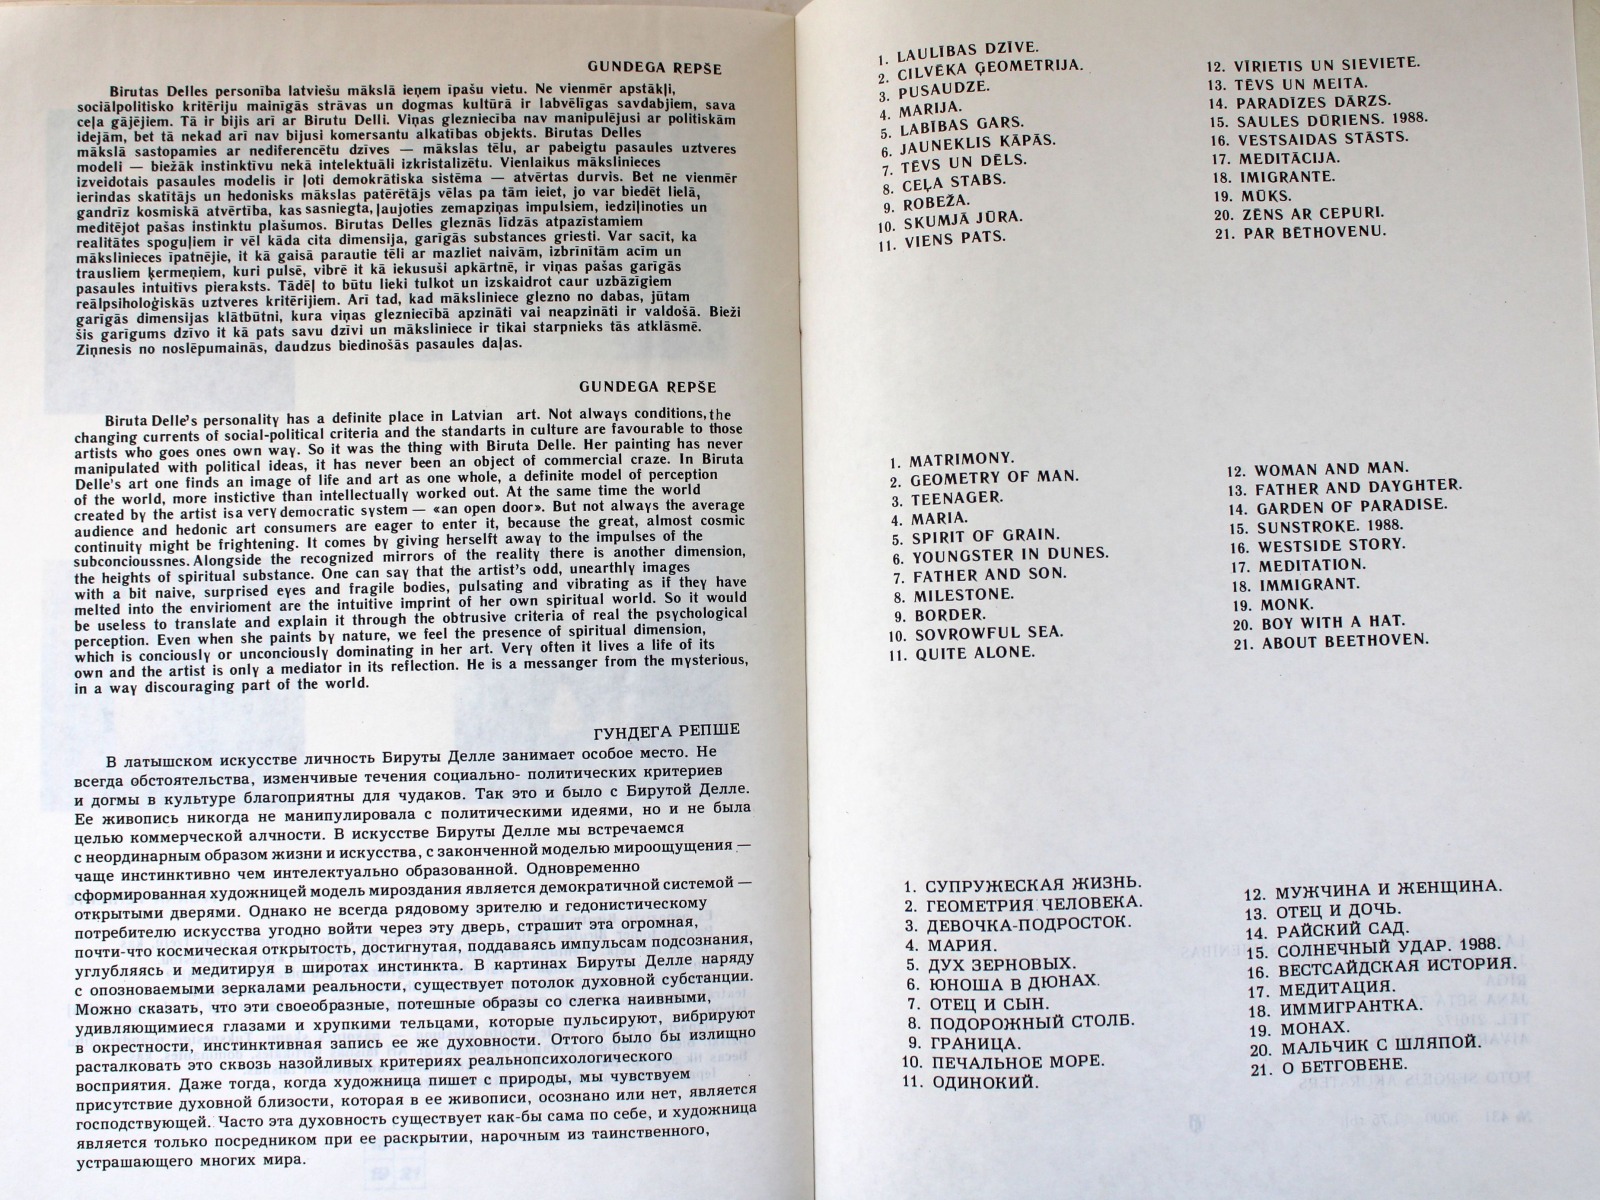 GUNDEGA REPŠE
Birutas Delles personība latviešu mākslā ieņem īpašu vietu. Ne vienmēr apstākļi,
sociālpolitisko kritēriju mainīgās strāvas un dogmas kultūrā ir labvēlīgas savdabjiem, sava
ceļa gājējiem. Tā ir bijis arī ar Birutu Delli. Viņas glezniecība nav manipulējusi ar politiskām
idejām, bet tā nekad arī nav bijusi komersantu alkatības objekts. Birutas Delles
mākslā sastopamies ar nediferencētu dzīves — mākslas tēlu, ar pabeigtu pasaules uztveres
modeli — biežāk instinktīvu nekā intelektuāli izkristalizētu. Vienlaikus mākslinieces
izveidotais pasaules modelis ir ļoti demokrātiska sistēma — atvērtas durvis. Bet ne vienmēr
ierindas skatītājs un hedonisks mākslas patērētājs vēlas pa tām ieiet, jo var biedēt lielā,
gandrīz kosmiskā atvērtība, kas sasniegta, ļaujoties zemapziņas impulsiem, iedziļinoties un
meditējot pašas instinktu plašumos. Birutas Delles gleznās līdzās atpazīstamiem
realitātes spoguļiem ir vēl kāda cita dimensija, garīgās substances griesti. Var sacīt, ka
mākslinieces īpatnējie, it kā gaisā parautie tēli ar mazliet naivām, izbrīnītām acīm un
trausliem ķermeņiem, kuri pulsē, vibrē it kā iekusuši apkārtnē, ir viņas pašas garīgās
pasaules intuitīvs pieraksts. Tādēļ to būtu lieki tulkot un izskaidrot caur uzbāzīgiem
reālpsiholoģiskās uztveres kritērijiem. Arī tad, kad māksliniece glezno no dabas, jūtam
garīgās dimensijas klātbūtni, kura viņas glezniecībā apzināti vai neapzināti ir valdošā. Bieži
šis garīgums dzīvo it kā pats savu dzīvi un māksliniece ir tikai starpnieks tās atklāsmē.
Ziņnesis no noslēpumainās, daudzus biedinošās pasaules daļas.
GUNDEGA REPŠE
Biruta Delle's personality has a definite place in Latvian art. Not always conditions, the
changing currents of social-political criteria and the standarts in culture are favourable to those
artists who goes ones own way. So it was the thing with Biruta Delle. Her painting has never
manipulated with political ideas, it has never been an object of commercial craze. In Biruta
Delle's art one finds an image of life and art as one whole, a definite model of perception
of the world, more instictive than intellectually worked out. At the same time the world
created by the artist is a very democratic system — «an open door». But not always the average
audience and hedonic art consumers are eager to enter it, because the great, almost cosmic
continuity might be frightening. It comes by giving herselft away to the impulses of the
subconcioussnes. Alongside the recognized mirrors of the reality there is another dimension,
the heights of spiritual substance. One can say that the artist's odd, unearthly images
with a bit naive, surprised eyes and fragile bodies, pulsating and vibrating as if they have
melted into the envirioment are the intuitive imprint of her own spiritual world. So it would
be useless to translate and explain it through the obtrusive criteria of real the psychological
perception. Even when she paints by nature, we feel the presence of spiritual dimension,
which is conciously or unconciously dominating in her art. Very often it lives a life of its
own and the artist is only a mediator in its reflection. He is a messanger from the mysterious,
in a way discouraging part of the world.
ГУНДЕГА РЕПШЕ
В латышском искусстве личность Бируты Делле занимает особое место. Не
всегда обстоятельства, изменчивые течения социально- политических критериев
и догмы в культуре благоприятны для чудаков. Так это и было с Бирутой Делле.
Ее живопись никогда не манипулировала с политическими идеями, но и не была
целью коммерческой алчности. В искусстве Бируты Делле мы встречаемся
с неординарным образом жизни и искусства, с законченной моделью мироощущения —
чаще инстинктивно чем интелектуально образованной. Одновременно
сформированная художницей модель мироздания является демократичной системой —
открытыми дверями. Однако не всегда рядовому зрителю и гедонистическому
потребителю искусства угодно войти через эту дверь, страшит эта огромная,
почти-что космическая открытость, достигнутая, поддаваясь импульсам подсознания,
углубляясь и медитируя в широтах инстинкта. В картинах Бируты Делле наряду
с опозноваемыми зеркалами реальности, существует потолок духовной субстанции.
Можно сказать, что эти своеобразные, потешные образы со слегка наивными,
удивляющимиеся глазами и хрупкими тельцами, которые пульсируют, вибрируют
в окрестности, инстинктивная запись ее же духовности. Оттого было бы излищно
расталковать это сквозь назойливых критериях реальнопсихологического
восприятия. Даже тогда, когда художница пишет с природы, мы чувствуем
присутствие духовной близости, которая в ее живописи, осознано или нет, является
господствующей. Часто эта духовность существует как-бы сама по себе, и художница
является только посредником при ее раскрытии, нарочным из таинственного,
устрашающего многих мира.
1. LAULĪBAS DZĪVE.
2. CILVĒKA ĢEOMETRIJA.
3. PUSAUDZE.
4. MARIJA.
5. LABĪBAS GARS.
6. JAUNEKLIS KĀPĀS.
7. TĒVS UN DĒLS.
8. CEĻA STABS.
9. ROBEŽA.
10. SKUMJĀ JŪRA.
11. VIENS PATS.
12. VĪRIETIS UN SIEVIETE.
13. TĒVS UN MEITA.
14. PARADĪZES DĀRZS.
15. SAULES DŪRIENS. 1988.
16. VESTSAIDAS STĀSTS.
17. MEDITĀCIJA.
18. IMIGRANTE.
19. MŪKS.
20. ZĒNS AR CEPURI.
21. PAR BĒTHOVENU.
1. MATRIMONY.
2. GEOMETRY OF MAN.
3. TEENAGER.
4. MARIA.
5. SPIRIT OF GRAIN.
6. YOUNGSTER IN DUNES.
7. FATHER AND SON.
8. MILESTONE.
9. BORDER.
10. SOVROWFUL SEA.
11. QUITE ALONE.
12. WOMAN AND MAN.
13. FATHER AND DAYGHTER.
14. GARDEN OF PARADISE.
15. SUNSTROKE. 1988.
16. WESTSIDE STORY.
17. MEDITATION.
18. IMMIGRANT.
19. MONK.
20. BOY WITH A HAT.
21. ABOUT BEETHOVEN.
1. СУПРУЖЕСКАЯ ЖИЗНЬ.
2. ГЕОМЕТРИЯ ЧЕЛОВЕКА.
3. ДЕВОЧКА-ПОДРОСТОК.
4. МАРИЯ.
5. ДУХ ЗЕРНОВЫХ.
6. ЮНОША В ДЮНАХ.
7. ОТЕЦ И СЫН.
8. ПОДОРОЖНЫЙ СТОЛБ.
9. ГРАНИЦА.
10. ПЕЧАЛЬНОЕ МОРЕ.
11. ОДИНОКИЙ.
12. МУЖЧИНА И ЖЕНЩИНА.
13. ОТЕЦ И ДОЧЬ.
14. РАЙСКИЙ САД.
15. СОЛНЕЧНЫЙ УДАР. 1988.
16. ВЕСТСАЙДСКАЯ ИСТОРИЯ.
17. МЕДИТАЦИЯ.
18. ИММИГРАНТКА.
19. МОНАХ.
20. МАЛЬЧИК С ШЛЯПОЙ.
21. О БЕТГОВЕНЕ.